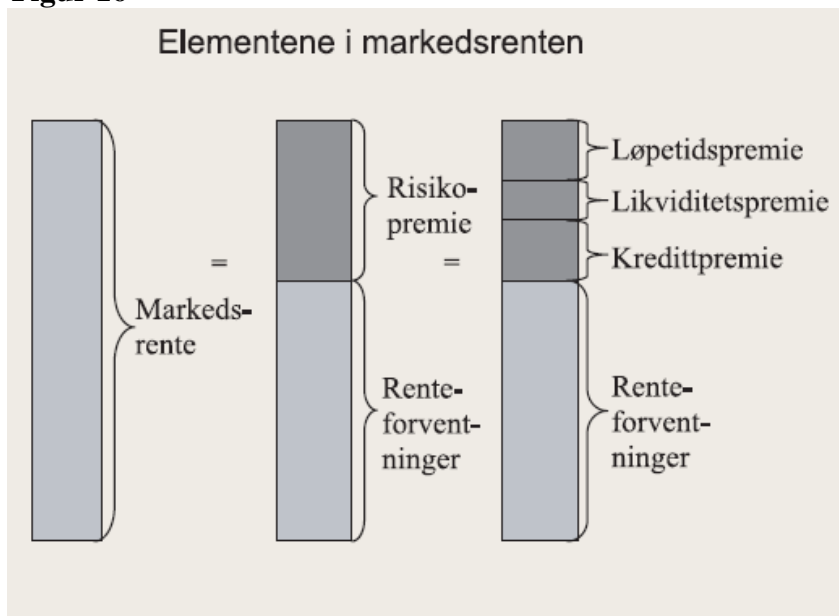 Elementene i markedsrenten
Markeds-
rente
=
Risiko-
premie
Rente-
forvent-
ninger
=
Løpetidspremie
Likviditetspremie
Kredittpremie
Rente-
forvent-
ninger